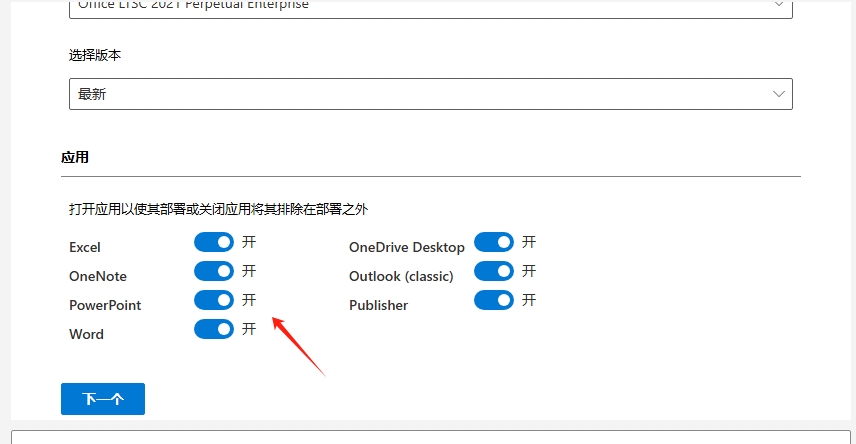 Office LTSC 2021 Perpetual Enterprise
选择版本
最新
应用
打开应用以使其部署或关闭应用将其排除在部署之外
Excel 开 OneDrive Desktop 开
OneNote 开 Outlook (classic) 开
PowerPoint 开 Publisher 开
Word 开
下一个